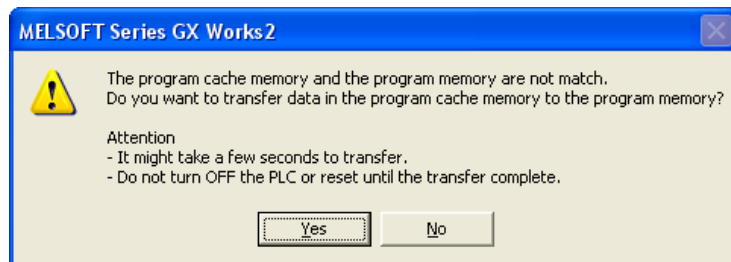 MELSOFT Series GX Works2
The program cache memory and the program memory are not match.
Do you want to transfer data in the program cache memory to the program memory?
Attention
- It might take a few seconds to transfer.
- Do not turn OFF the PLC or reset until the transfer complete.
Yes No